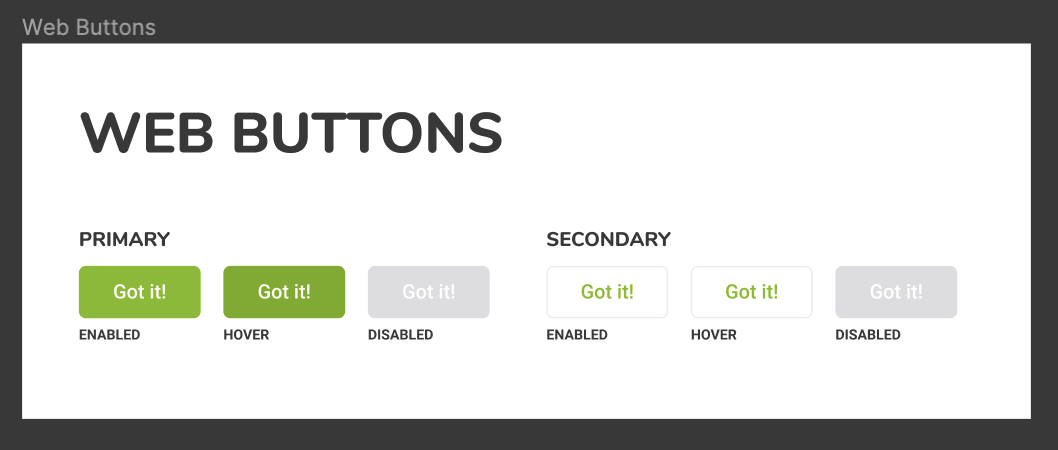 Web Buttons
WEB BUTTONS
PRIMARY
Got it! Got it! Got it!
ENABLED HOVER DISABLED
SECONDARY
Got it! Got it! Got it!
ENABLED HOVER DISABLED